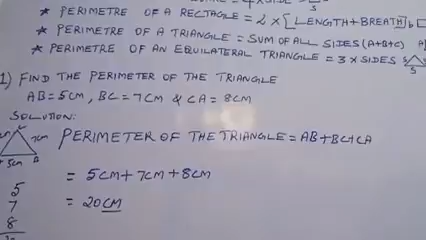 * PERIMETRE OF A RECTAGLE = 2 × [LENGTH+BREATH] b
* PERIMETRE OF A TRIANGLE = SUM OF ALL SIDES (A+B+C)
* PERIMETRE OF AN EQUILATERAL TRIANGLE = 3 × SIDES
1) FIND THE PERIMETER OF THE TRIANGLE
AB = 5CM, BC = 7CM & CA = 8CM
SOLUTION:
PERIMETER OF THE TRIANGLE = AB+BC+CA
7CM
5CM B
= 5CM + 7CM + 8CM
= 20CM
5
7
8